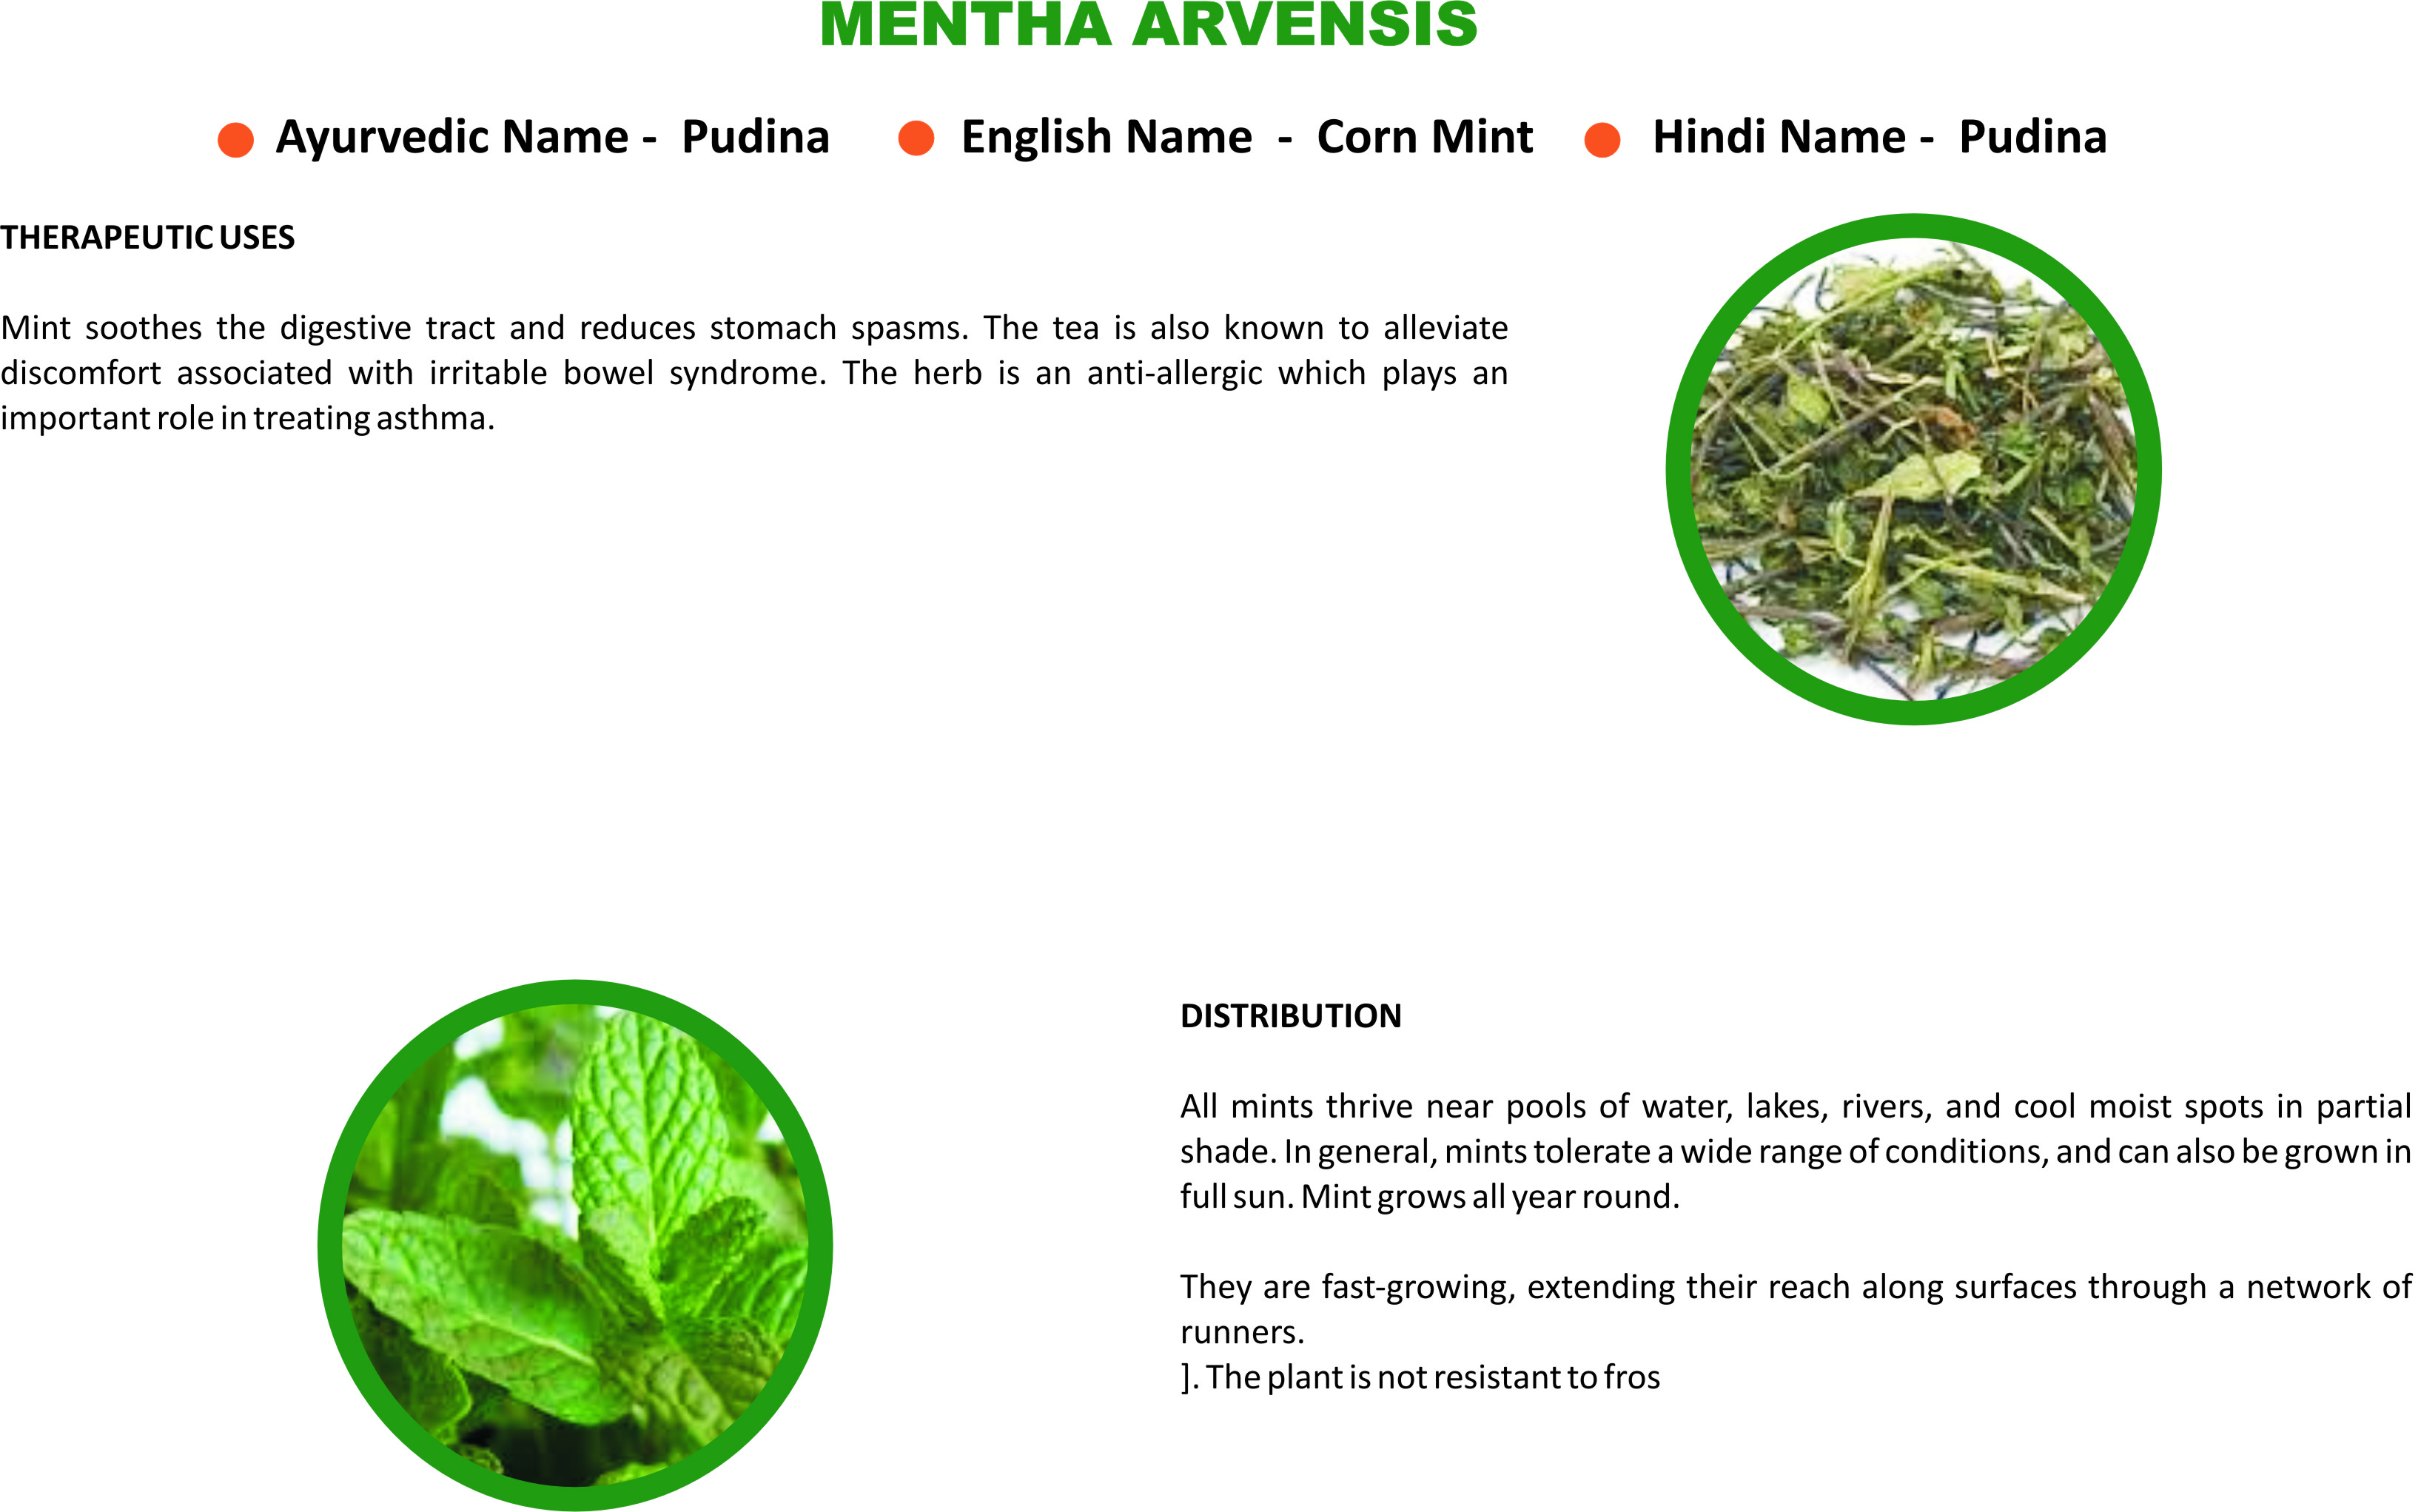 MENTHA ARVENSIS
Ayurvedic Name - Pudina
English Name - Corn Mint
Hindi Name - Pudina
THERAPEUTIC USES
Mint soothes the digestive tract and reduces stomach spasms. The tea is also known to alleviate
discomfort associated with irritable bowel syndrome. The herb is an anti-allergic which plays an
important role in treating asthma.
DISTRIBUTION
All mints thrive near pools of water, lakes, rivers, and cool moist spots in partial
shade. In general, mints tolerate a wide range of conditions, and can also be grown in
full sun. Mint grows all year round.
They are fast-growing, extending their reach along surfaces through a network of
runners.
]. The plant is not resistant to fros